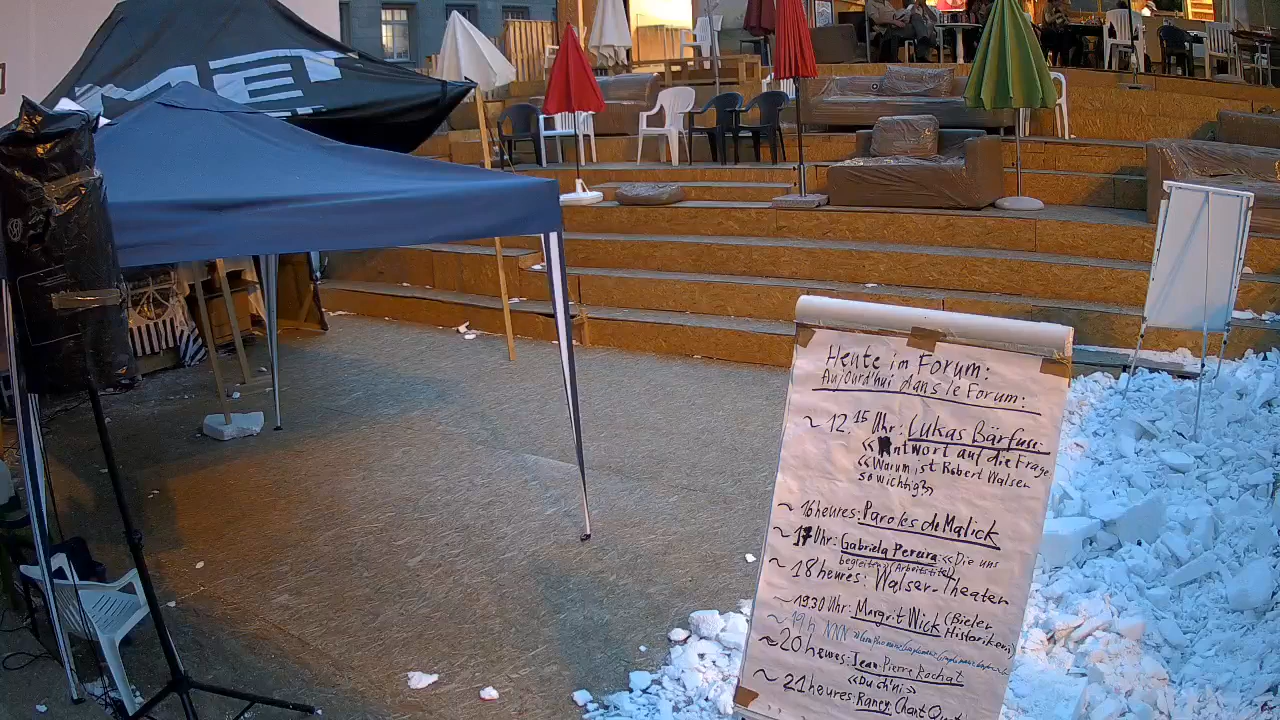 Heute im Forum:
Aujourd'hui dans le Forum:
~ 12.15 Uhr: Lukas Bärfuss:
«Antwort auf die Frage
«Warum ist Robert Walser
so wichtig?»
~ 16 heures: Paroles de Malick
~ 17 Uhr: Gabriela Pereira: «Die uns
begleiten» (Arbeitstitel)
~ 18 heures: Walser-Theater
~ 19.30 Uhr: Margrit Wick (Bieler
Historikerin)
~ 19h NNN
~ 20 heures: Jean-Pierre Rochat
«Du ch'ni»
~ 21 heures: Raney: Chant